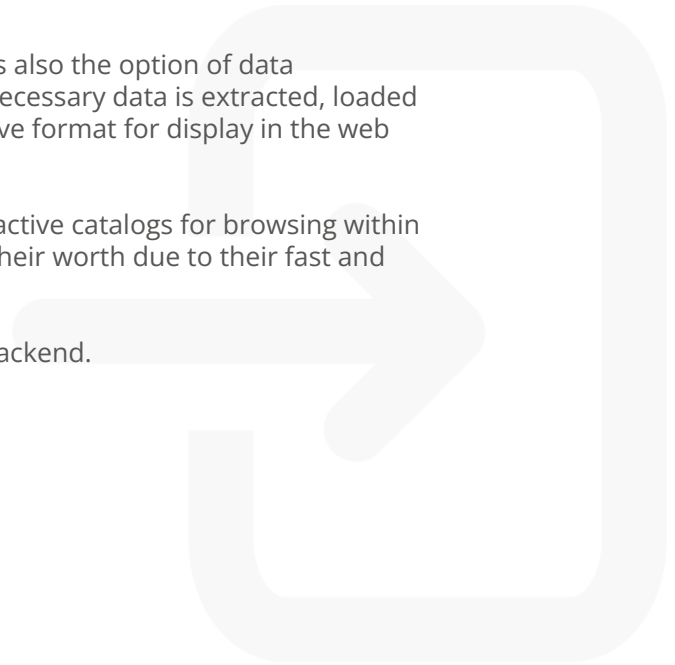 s also the option of data
ecessary data is extracted, loaded
ve format for display in the web
active catalogs for browsing within
heir worth due to their fast and
ackend.